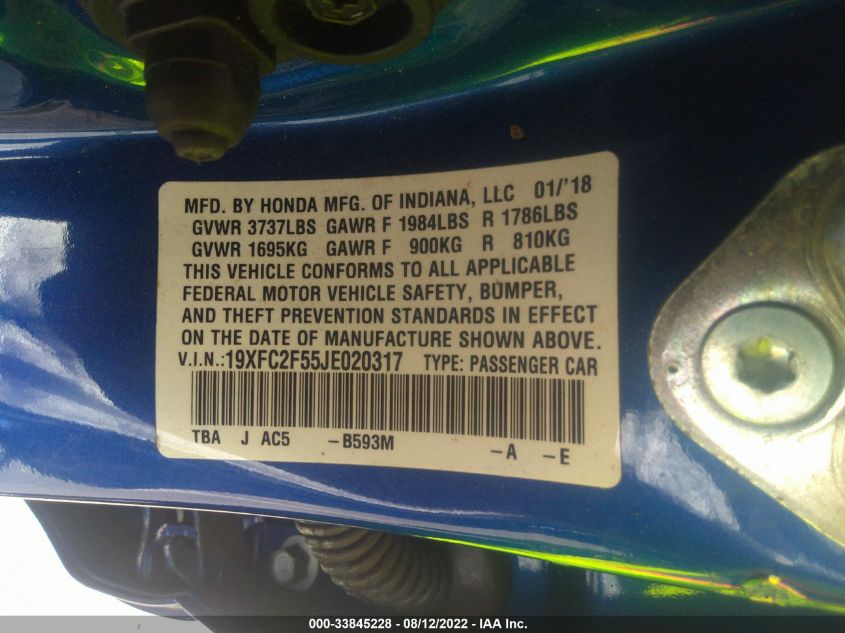 MFD. BY HONDA MFG. OF INDIANA, LLC 01/'18
GVWR 3737LBS GAWR F 1984LBS R 1786LBS
GVWR 1695KG GAWR F 900KG R 810KG
THIS VEHICLE CONFORMS TO ALL APPLICABLE
FEDERAL MOTOR VEHICLE SAFETY, BUMPER,
AND THEFT PREVENTION STANDARDS IN EFFECT
ON THE DATE OF MANUFACTURE SHOWN ABOVE.
V.I.N.:19XFC2F55JE020317 TYPE: PASSENGER CAR
TBA J AC5 -B593M -A -E
000-33845228 - 08/12/2022 - IAA Inc.